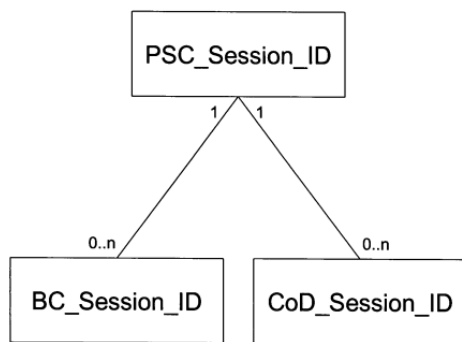 PSC_Session_ID
1 1
0..n 0..n
BC_Session_ID CoD_Session_ID